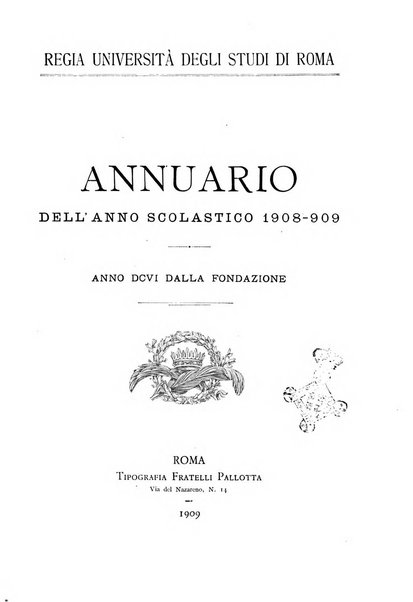 REGIA UNIVERSITÀ DEGLI STUDI DI ROMA
ANNUARIO
DELL'ANNO SCOLASTICO 1908-909
ANNO DCVI DALLA FONDAZIONE
ROMA
TIPOGRAFIA FRATELLI PALLOTTA
Via del Nazareno, N. 14
1909